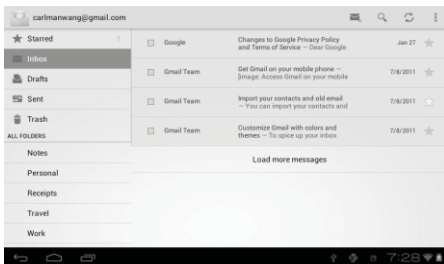 carlmanwang@gmail.com
Starred 1
Inbox
Drafts
Sent
Trash
ALL FOLDERS
Notes
Personal
Receipts
Travel
Work
Google Changes to Google Privacy Policy Jan 27
and Terms of Service — Dear Google
Gmail Team Get Gmail on your mobile phone — 7/8/2011
[image: Access Gmail on your mobile
Gmail Team Import your contacts and old email 7/8/2011
— You can import your contacts and
Gmail Team Customize Gmail with colors and 7/8/2011
themes — To spice up your inbox
Load more messages
7:28